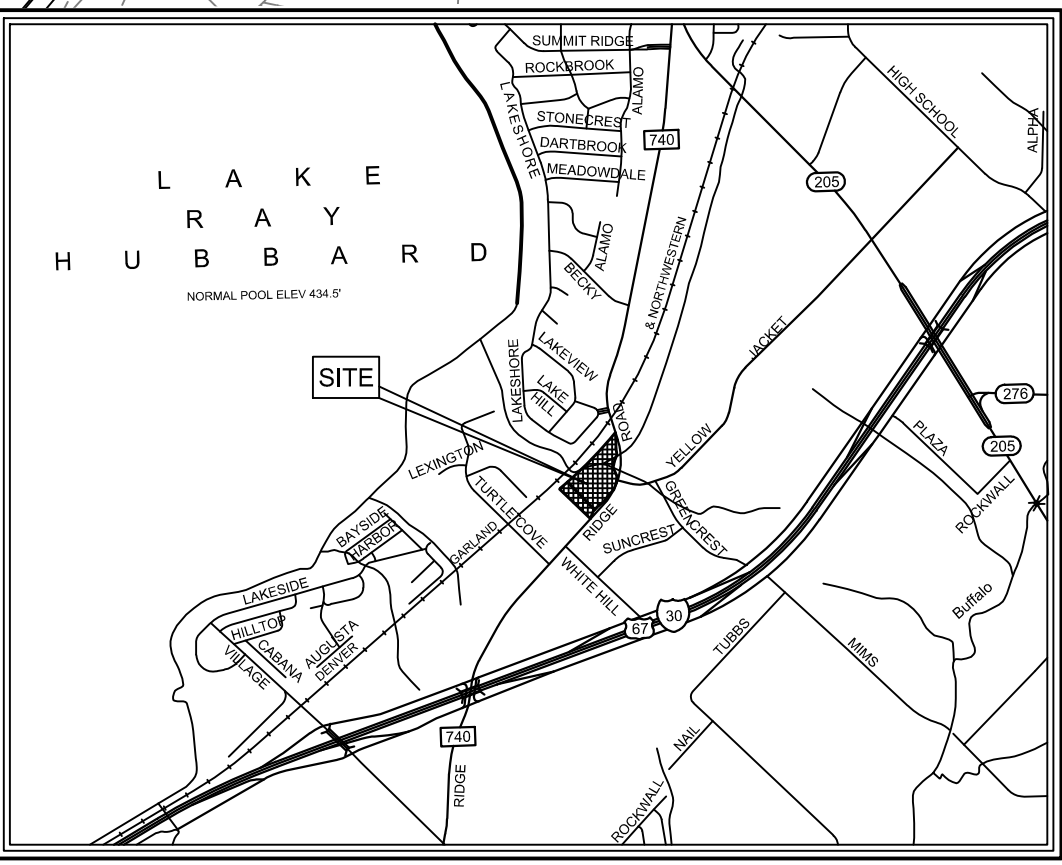 SUMMIT RIDGE
ROCKBROOK
LAKESHORE
ALAMO
STONECREST
DARTBROOK
MEADOWDALE
740
HIGH SCHOOL
ALPHA
205
L A K E
R A Y
H U B B A R D
NORMAL POOL ELEV 434.5'
ALAMO
BECKY
& NORTHWESTERN
JACKET
LAKESHORE
LAKEVIEW
LAKE
HILL
SITE
ROAD
YELLOW
276
205
PLAZA
ROCKWALL
LEXINGTON
TURTLE COVE
GARLAND
RIDGE
GREENCREST
SUNCREST
BAYSIDE
HARBOR
WHITE HILL
LAKESIDE
HILLTOP
CABANA
VILLAGE
AUGUSTA
DENVER
67
30
TUBBS
MIMS
Buffalo
740
RIDGE
NAIL
ROCKWALL